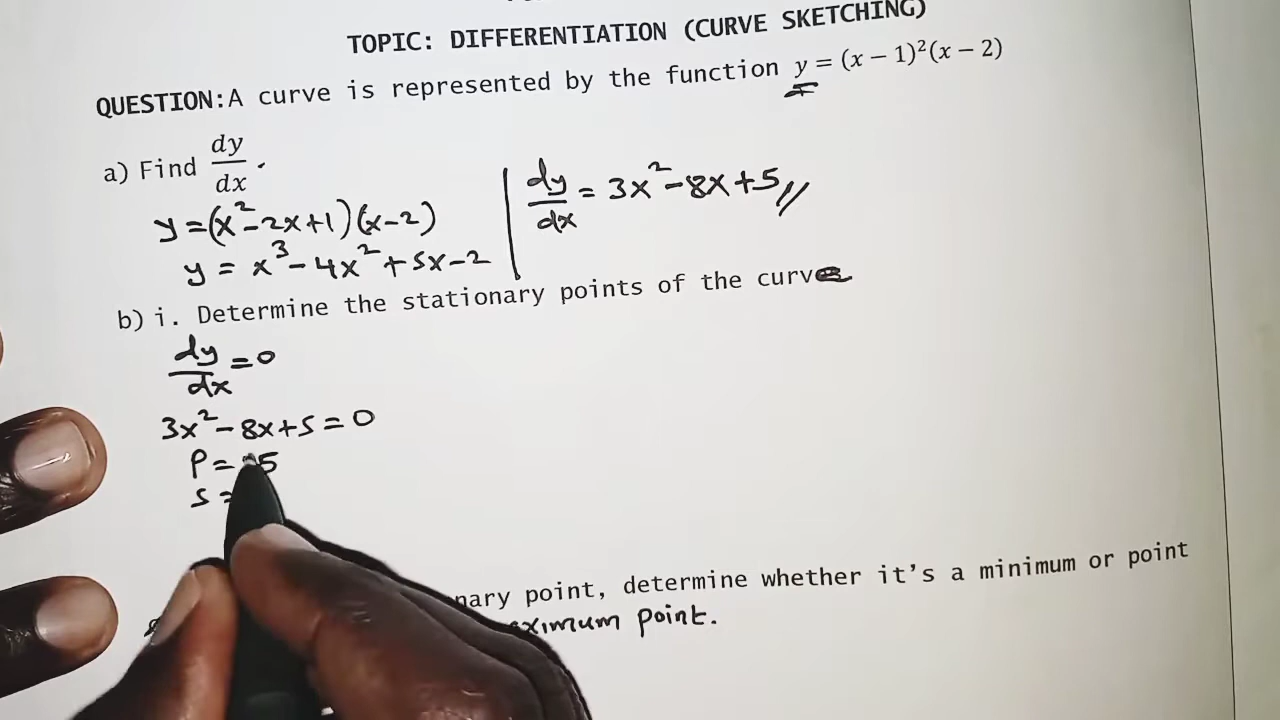 TOPIC: DIFFERENTIATION (CURVE SKETCHING)
QUESTION:A curve is represented by the function y = (x − 1)²(x − 2)
a) Find dy/dx.
y = (x² - 2x + 1)(x - 2)
y = x³ - 4x² + 5x - 2
dy/dx = 3x² - 8x + 5 //
b) i. Determine the stationary points of the curve
dy/dx = 0
3x² - 8x + 5 = 0
P = 15
S =
point, determine whether it's a minimum or point
point.